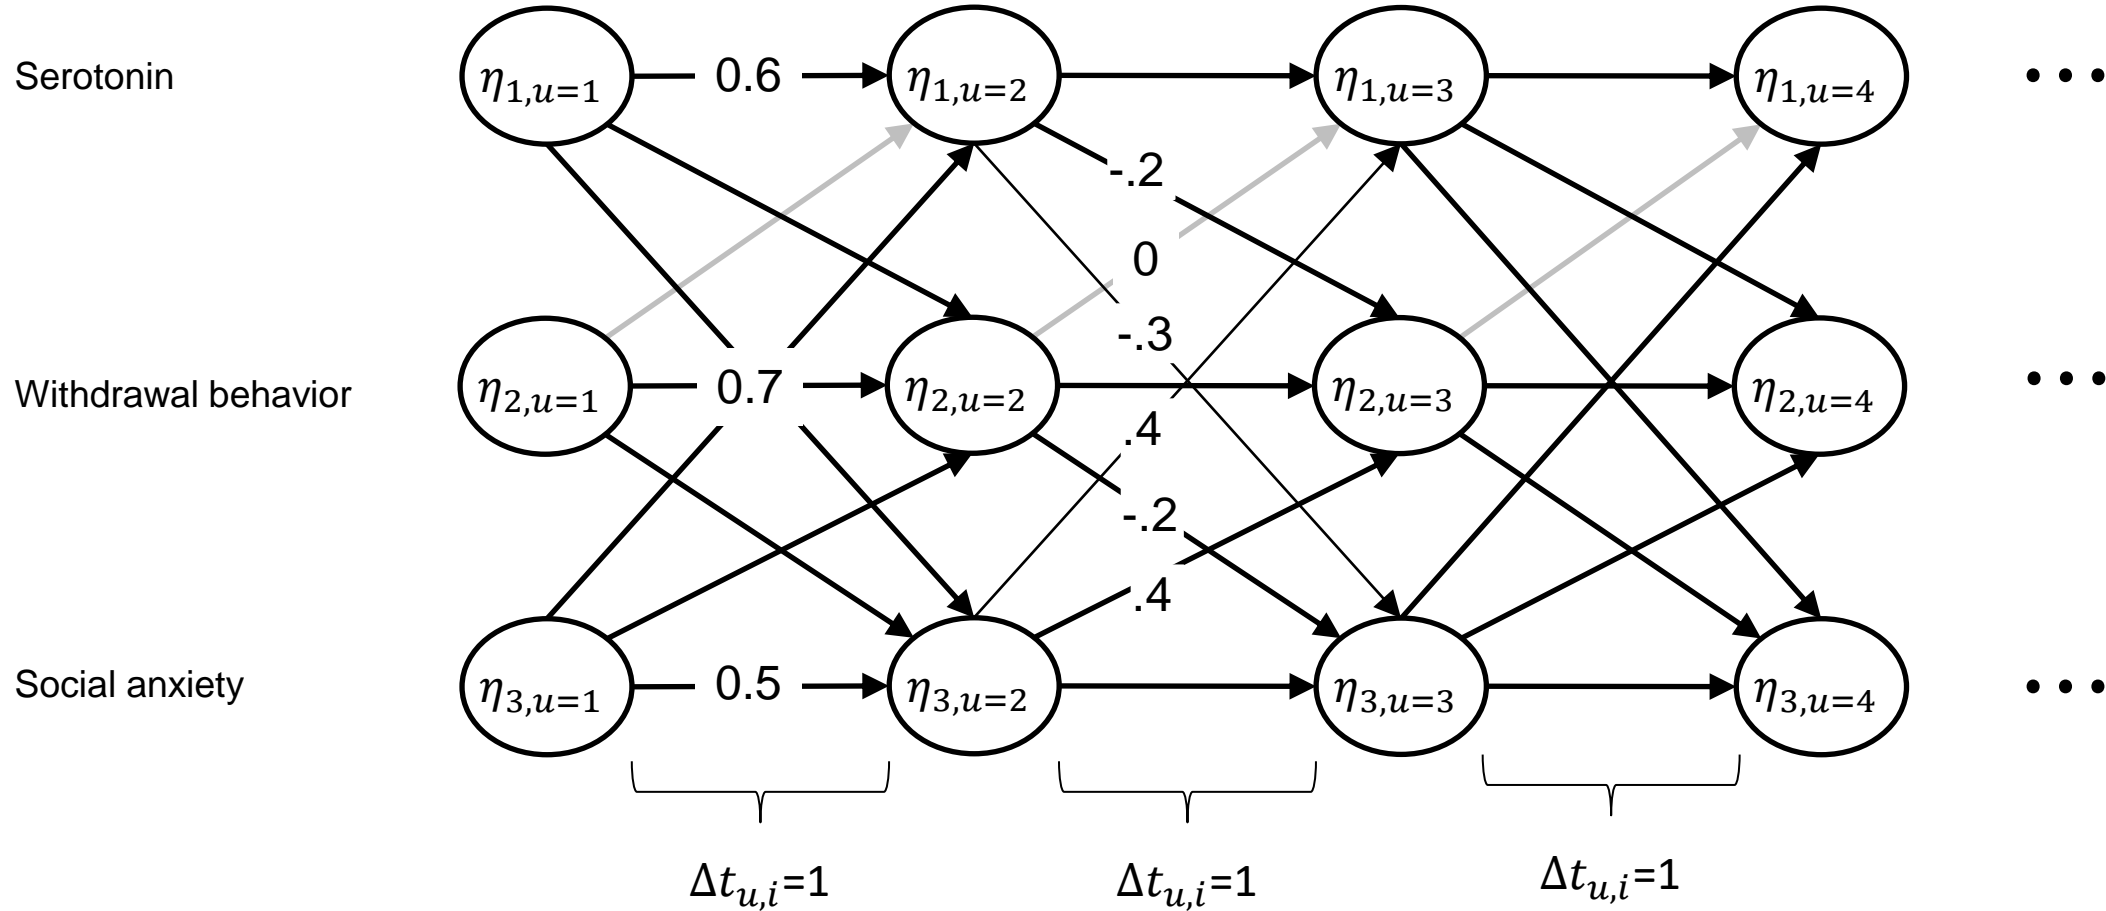 Serotonin
η1,u=1
0.6
η1,u=2
η1,u=3
η1,u=4
• • •
-.2
0
-.3
Withdrawal behavior
η2,u=1
0.7
η2,u=2
η2,u=3
η2,u=4
• • •
.4
-.2
.4
Social anxiety
η3,u=1
0.5
η3,u=2
η3,u=3
η3,u=4
• • •
Δtu,i=1
Δtu,i=1
Δtu,i=1